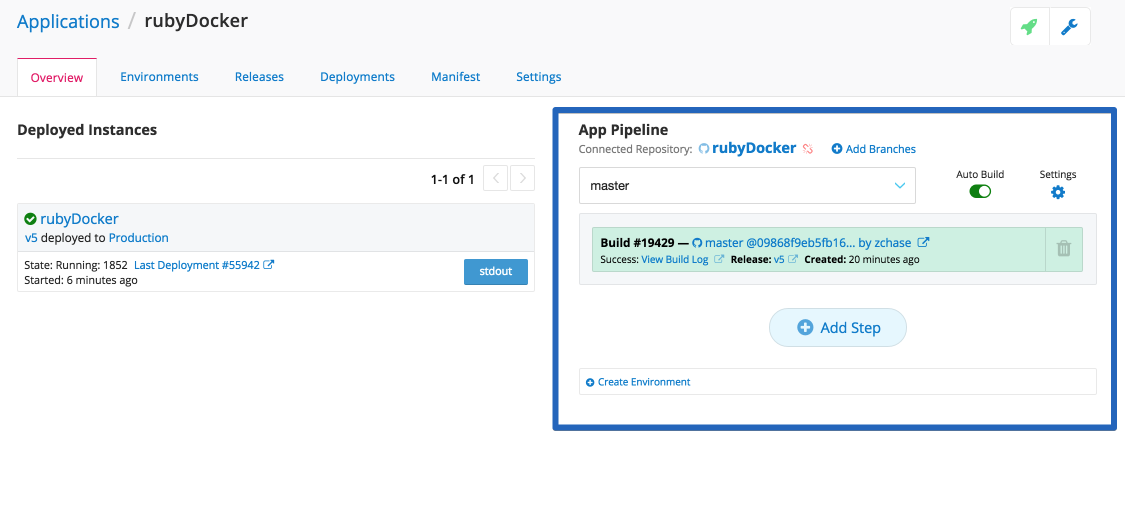 Applications / rubyDocker
Overview Environments Releases Deployments Manifest Settings
Deployed Instances
1-1 of 1
rubyDocker
v5 deployed to Production
State: Running: 1852 Last Deployment #55942
Started: 6 minutes ago
stdout
App Pipeline
Connected Repository: rubyDocker Add Branches
master
Auto Build
Settings
Build #19429 — master @09868f9eb5fb16... by zchase
Success: View Build Log Release: v5 Created: 20 minutes ago
Add Step
Create Environment